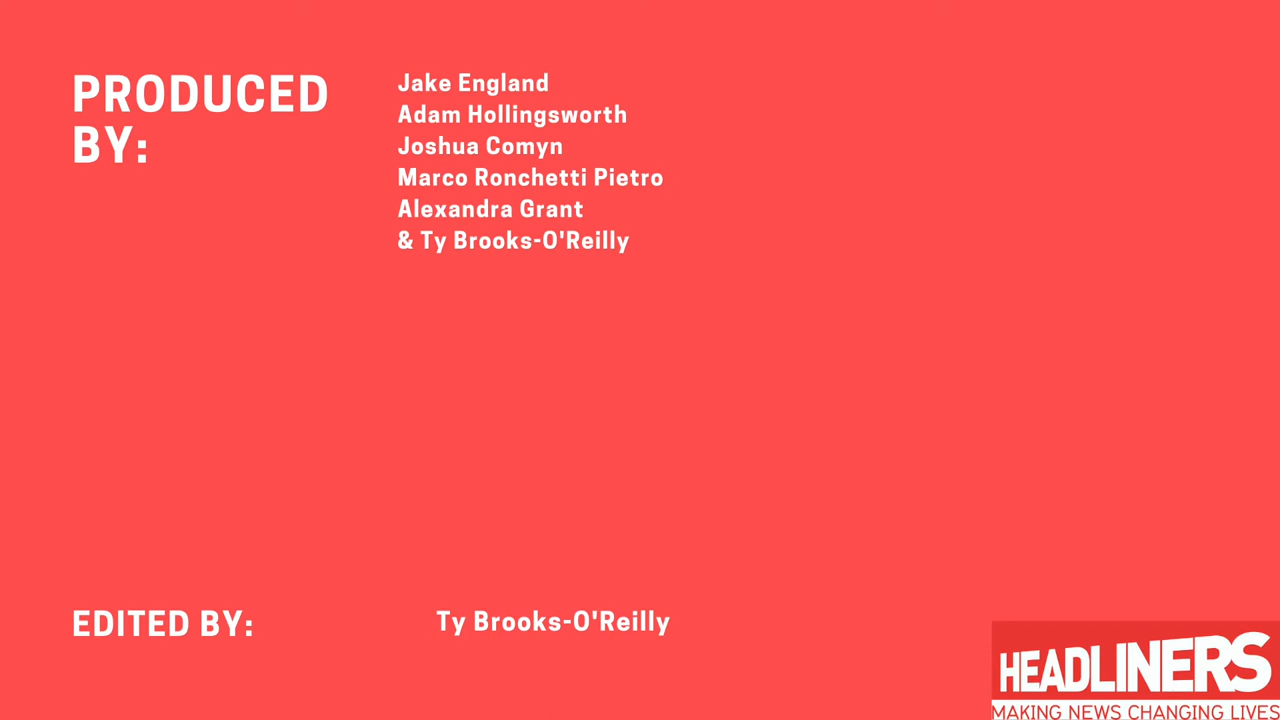 PRODUCED
BY:
Jake England
Adam Hollingsworth
Joshua Comyn
Marco Ronchetti Pietro
Alexandra Grant
& Ty Brooks-O'Reilly
EDITED BY:
Ty Brooks-O'Reilly
HEADLINERS
MAKING NEWS CHANGING LIVES